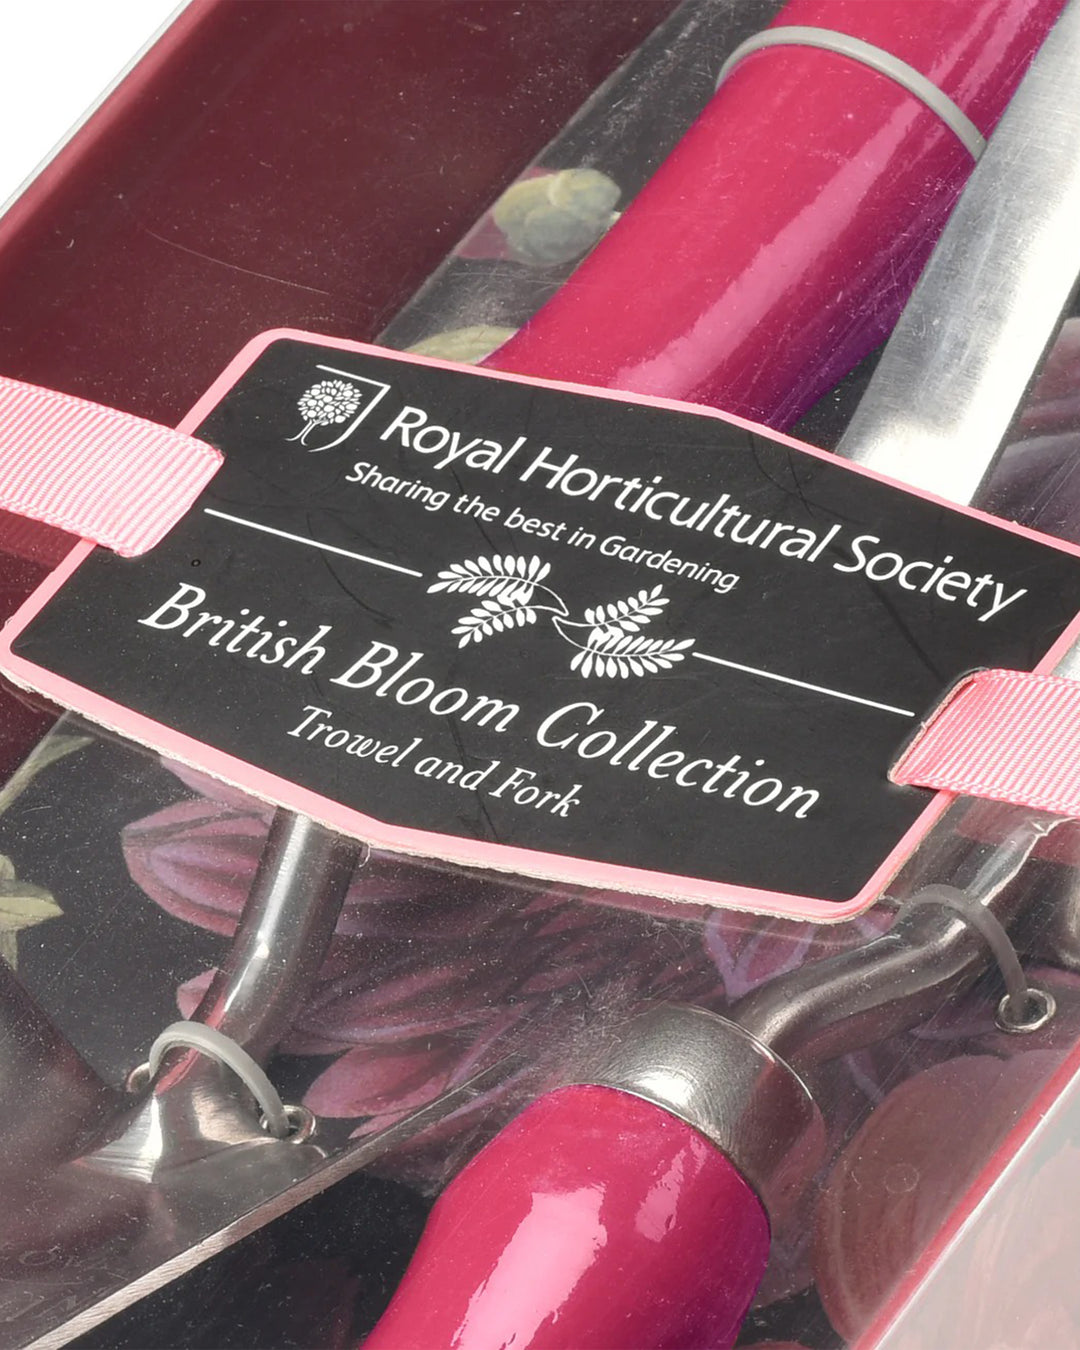 Royal Horticultural Society
Sharing the best in Gardening
British Bloom Collection
Trowel and Fork